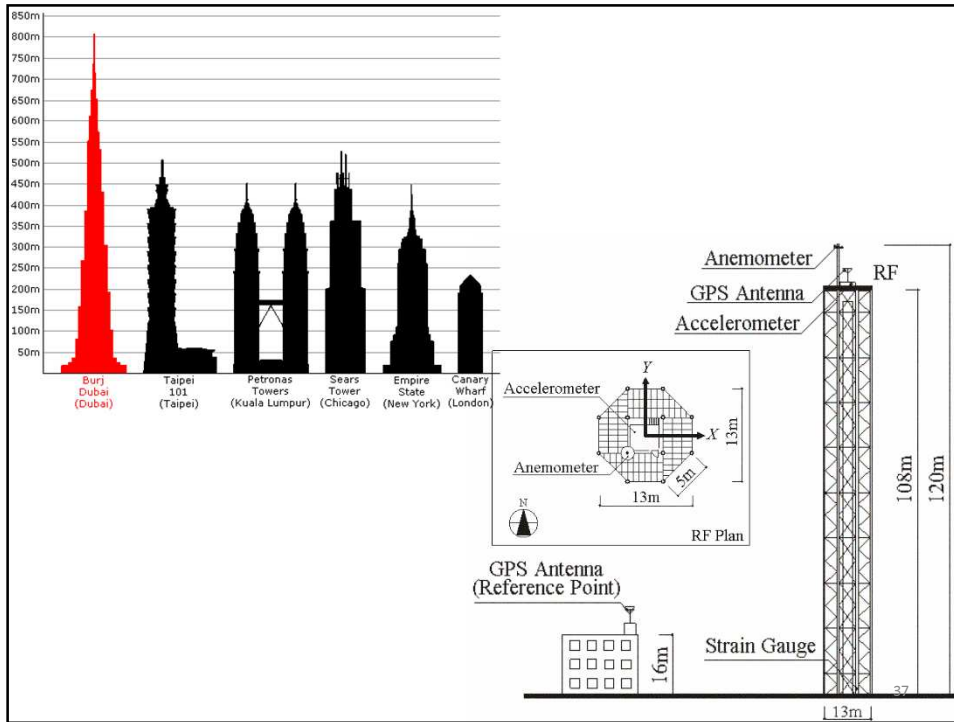 850m
800m
750m
700m
650m
600m
550m
500m
450m
400m
350m
300m
250m
200m
150m
100m
50m
Burj
Dubai
(Dubai)
Taipei
101
(Taipei)
Petronas
Towers
(Kuala Lumpur)
Sears
Tower
(Chicago)
Empire
State
(New York)
Canary
Wharf
(London)
Anemometer
RF
GPS Antenna
Accelerometer
Y
Accelerometer
X
13m
Anemometer
5m
13m
N
RF Plan
108m
120m
GPS Antenna
(Reference Point)
16m
Strain Gauge
37
13m